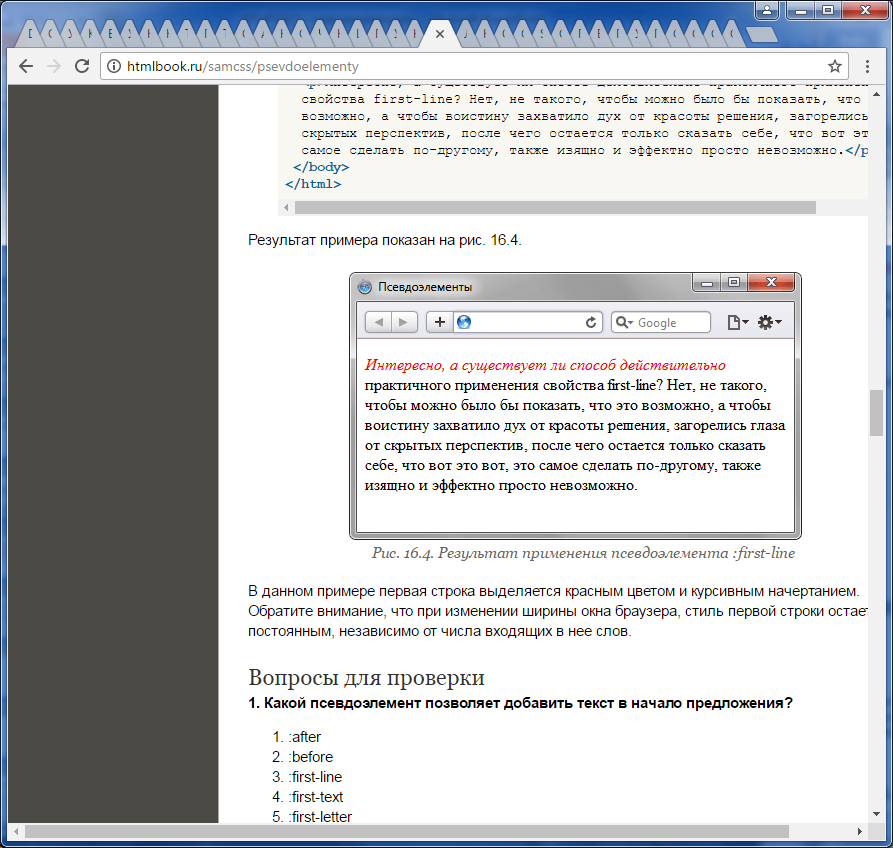 htmlbook.ru/samcss/psevdoelementy
свойства first-line? Нет, не такого, чтобы можно было бы показать, что
возможно, а чтобы воистину захватило дух от красоты решения, загорелись
скрытых перспектив, после чего остается только сказать себе, что вот эт
самое сделать по-другому, также изящно и эффектно просто невозможно.</p
</body>
</html>
Результат примера показан на рис. 16.4.
Псевдоэлементы
Google
Интересно, а существует ли способ действительно
практичного применения свойства first-line? Нет, не такого,
чтобы можно было бы показать, что это возможно, а чтобы
воистину захватило дух от красоты решения, загорелись глаза
от скрытых перспектив, после чего остается только сказать
себе, что вот это вот, это самое сделать по-другому, также
изящно и эффектно просто невозможно.
Рис. 16.4. Результат применения псевдоэлемента :first-line
В данном примере первая строка выделяется красным цветом и курсивным начертанием.
Обратите внимание, что при изменении ширины окна браузера, стиль первой строки остает
постоянным, независимо от числа входящих в нее слов.
Вопросы для проверки
1. Какой псевдоэлемент позволяет добавить текст в начало предложения?
1. :after
2. :before
3. :first-line
4. :first-text
5. :first-letter